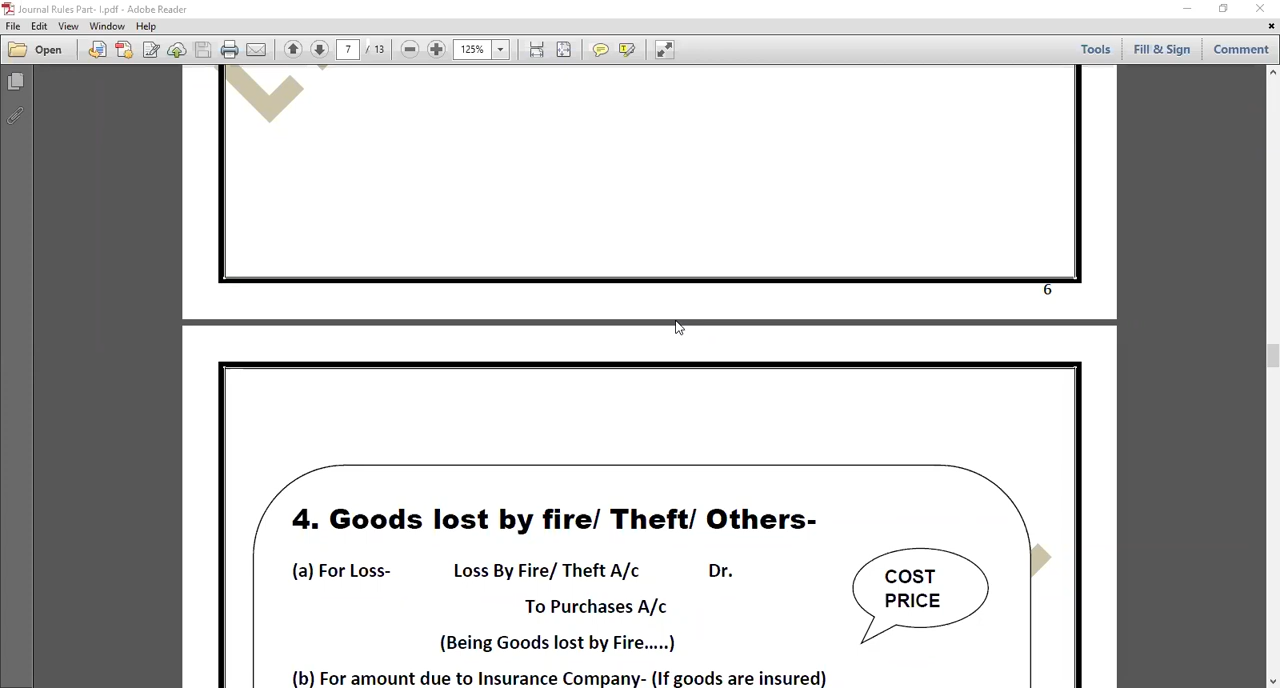 Journal Rules Part- I.pdf - Adobe Reader
File Edit View Window Help
Open 7 / 13 125% Tools Fill & Sign Comment
6
4. Goods lost by fire/ Theft/ Others-
(a) For Loss- Loss By Fire/ Theft A/c Dr.
COST
PRICE
To Purchases A/c
(Being Goods lost by Fire.....)
(b) For amount due to Insurance Company- (If goods are insured)